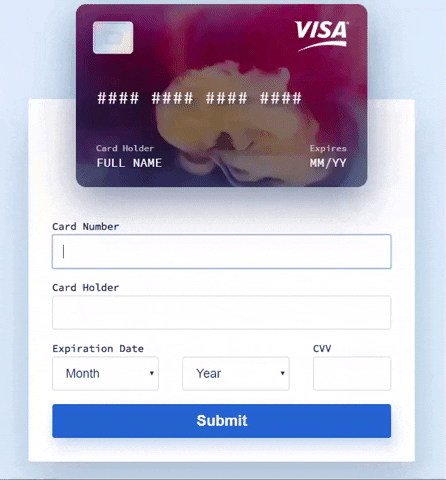 VISA
#### #### #### ####
Card Holder Expires
FULL NAME MM/YY
Card Number
Card Holder
Expiration Date CVV
Month Year
Submit